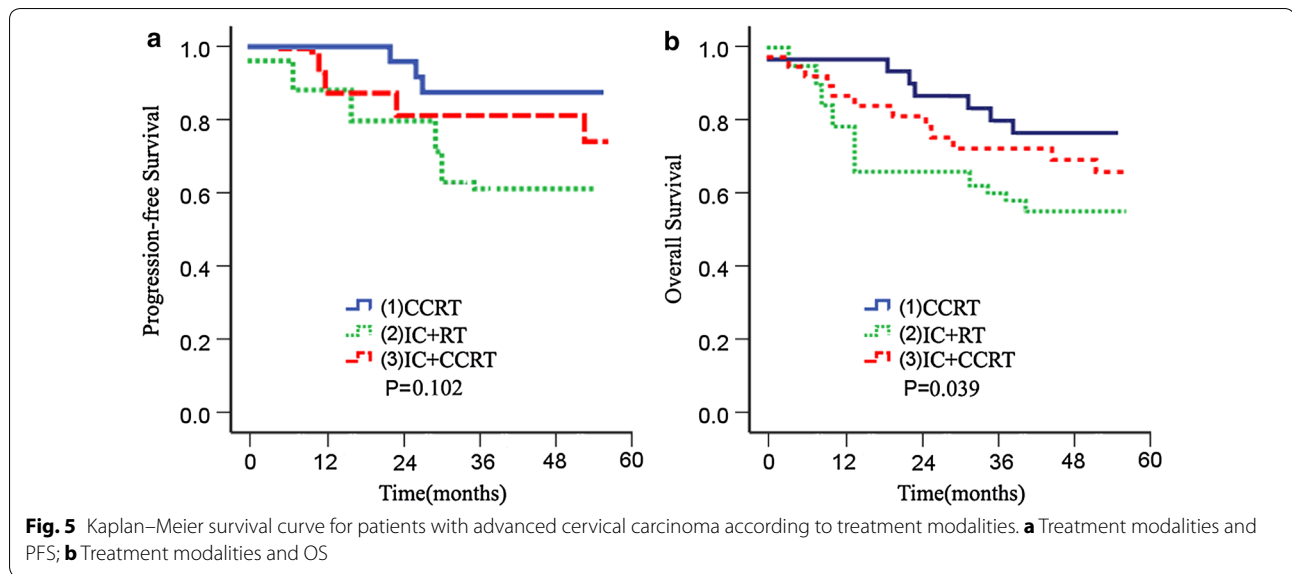 a
1.0
0.8
0.6
0.4
0.2
0.0
Progression-free Survival
(1)CCRT
(2)IC+RT
(3)IC+CCRT
P=0.102
0 12 24 36 48 60
Time(months)
b
1.0
0.8
0.6
0.4
0.2
0.0
Overall Survival
(1)CCRT
(2)IC+RT
(3)IC+CCRT
P=0.039
0 12 24 36 48 60
Time(months)
Fig. 5 Kaplan–Meier survival curve for patients with advanced cervical carcinoma according to treatment modalities. a Treatment modalities and
PFS; b Treatment modalities and OS